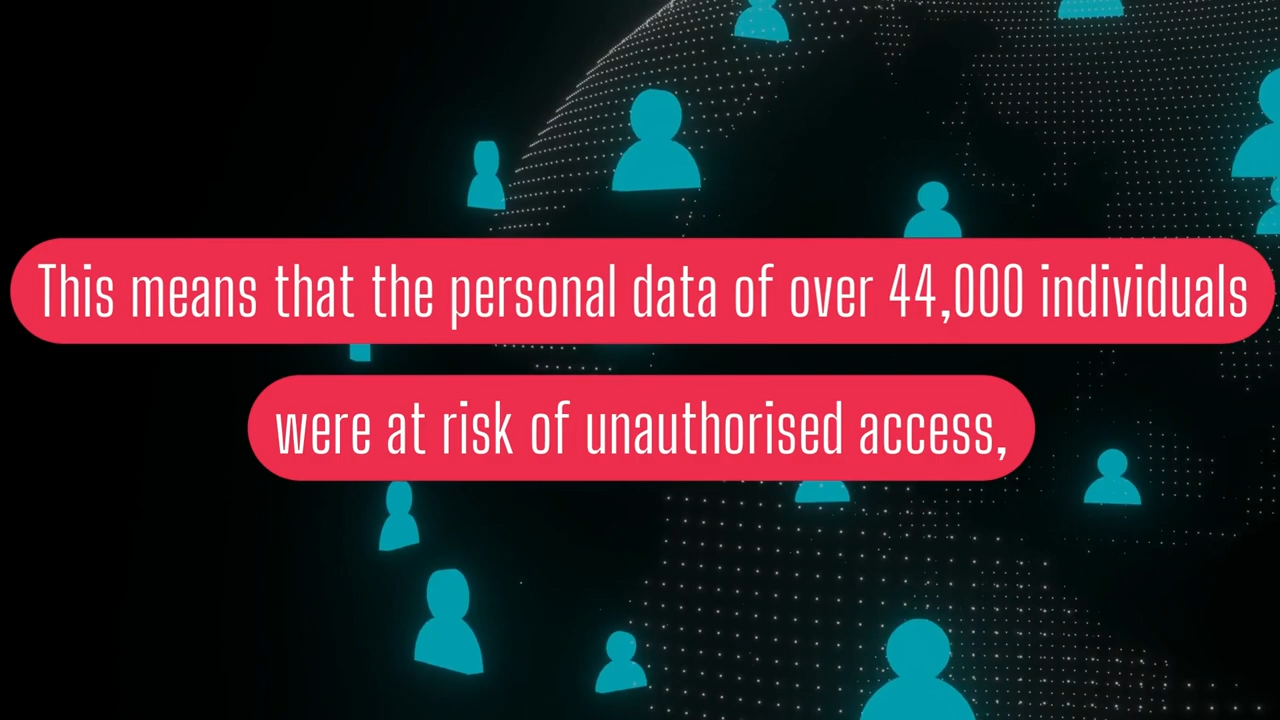 This means that the personal data of over 44,000 individuals
were at risk of unauthorised access,